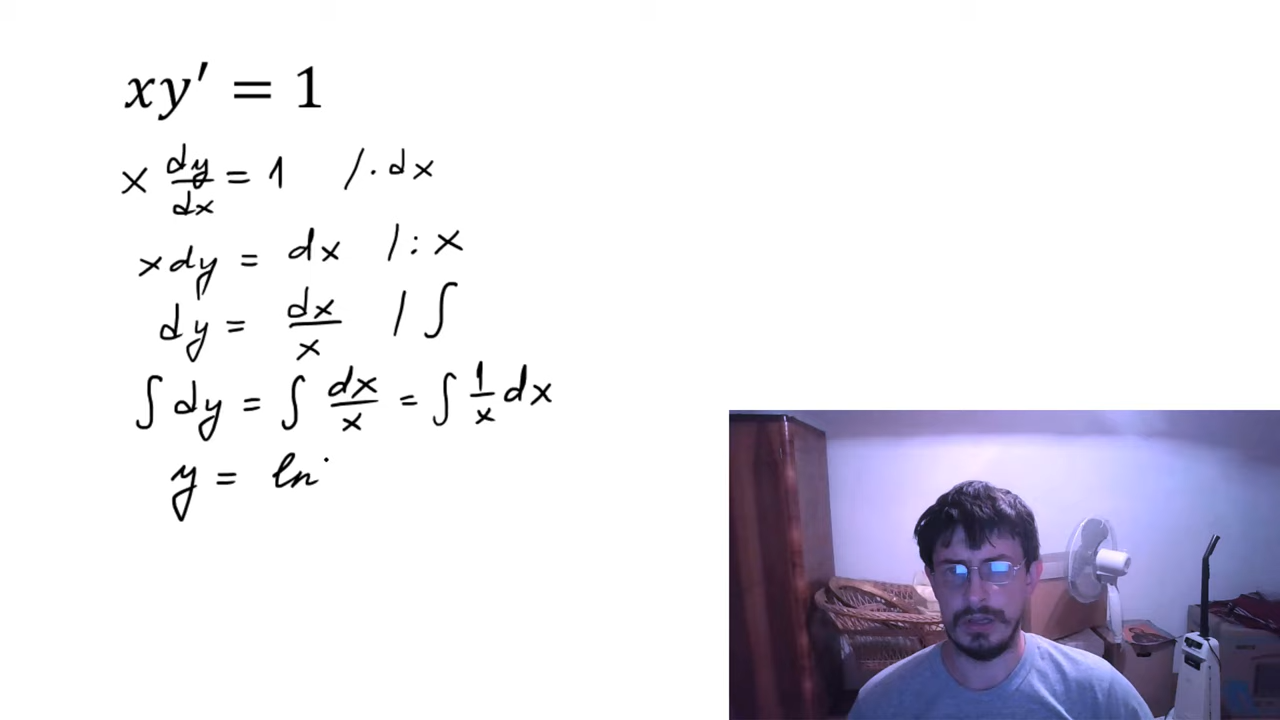 xy′ = 1
x dy/dx = 1 /· dx
x dy = dx /: x
dy = dx/x / ∫
∫ dy = ∫ dx/x = ∫ 1/x dx
y = ln